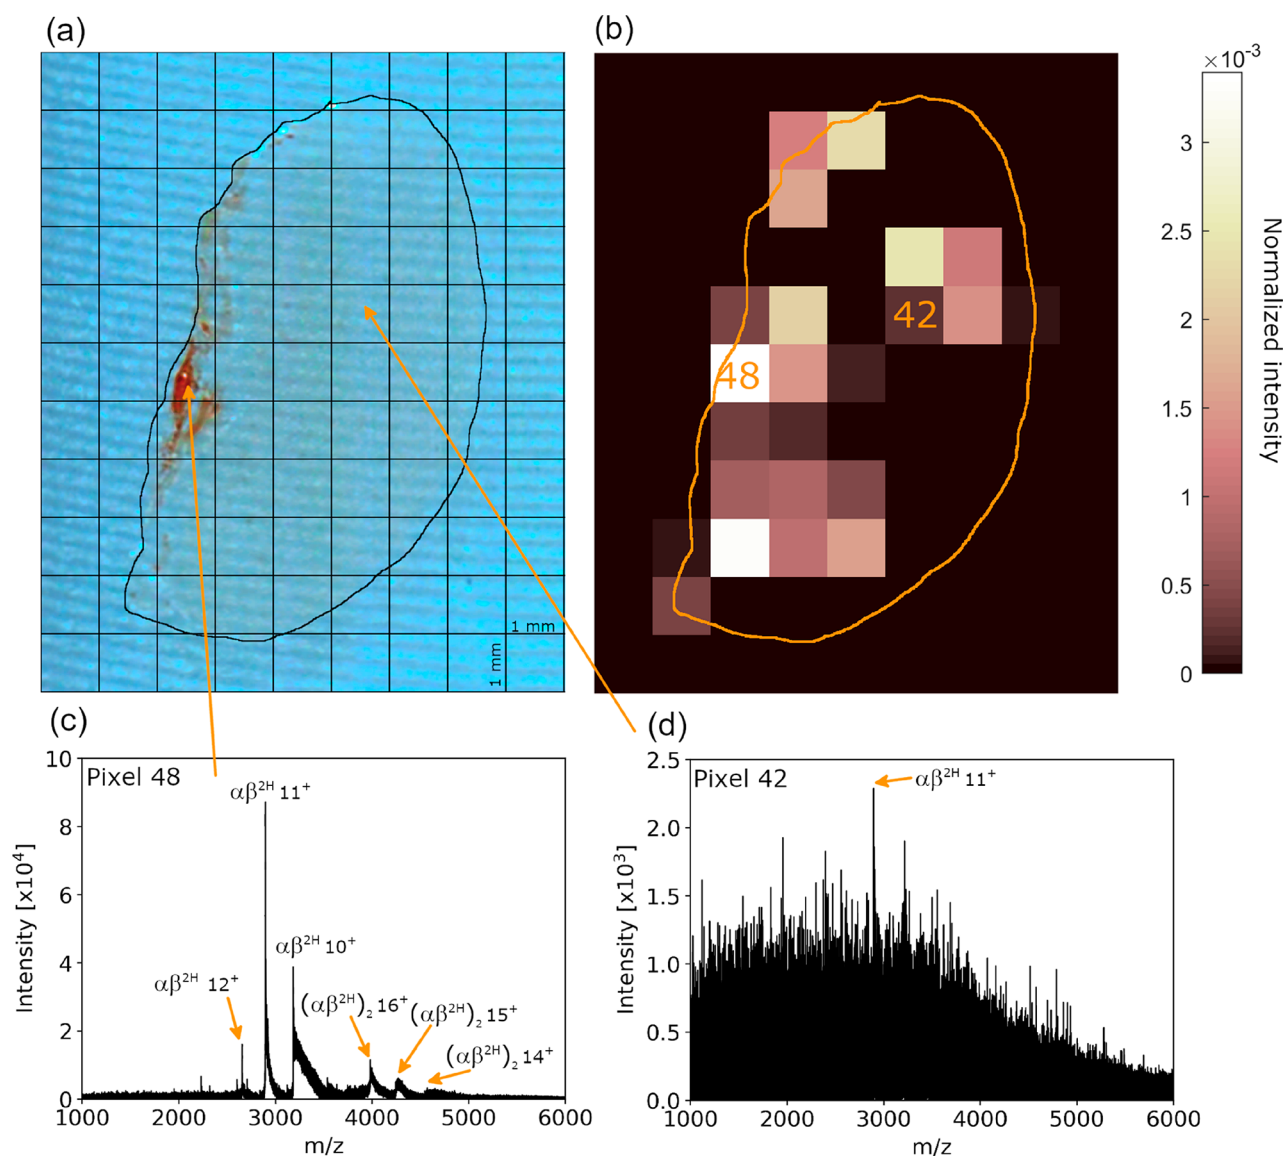 (a)
1 mm
1 mm
(b)
42
48
×10⁻³
3
2.5
2
1.5
1
0.5
0
Normalized intensity
(c)
Pixel 48
αβ²ᴴ 11⁺
αβ²ᴴ 10⁺
αβ²ᴴ 12⁺
(αβ²ᴴ)₂ 16⁺
(αβ²ᴴ)₂ 15⁺
(αβ²ᴴ)₂ 14⁺
10
8
6
4
2
0
Intensity [x10⁴]
1000 2000 3000 4000 5000 6000
m/z
(d)
Pixel 42
αβ²ᴴ 11⁺
2.5
2.0
1.5
1.0
0.5
0.0
Intensity [x10³]
1000 2000 3000 4000 5000 6000
m/z